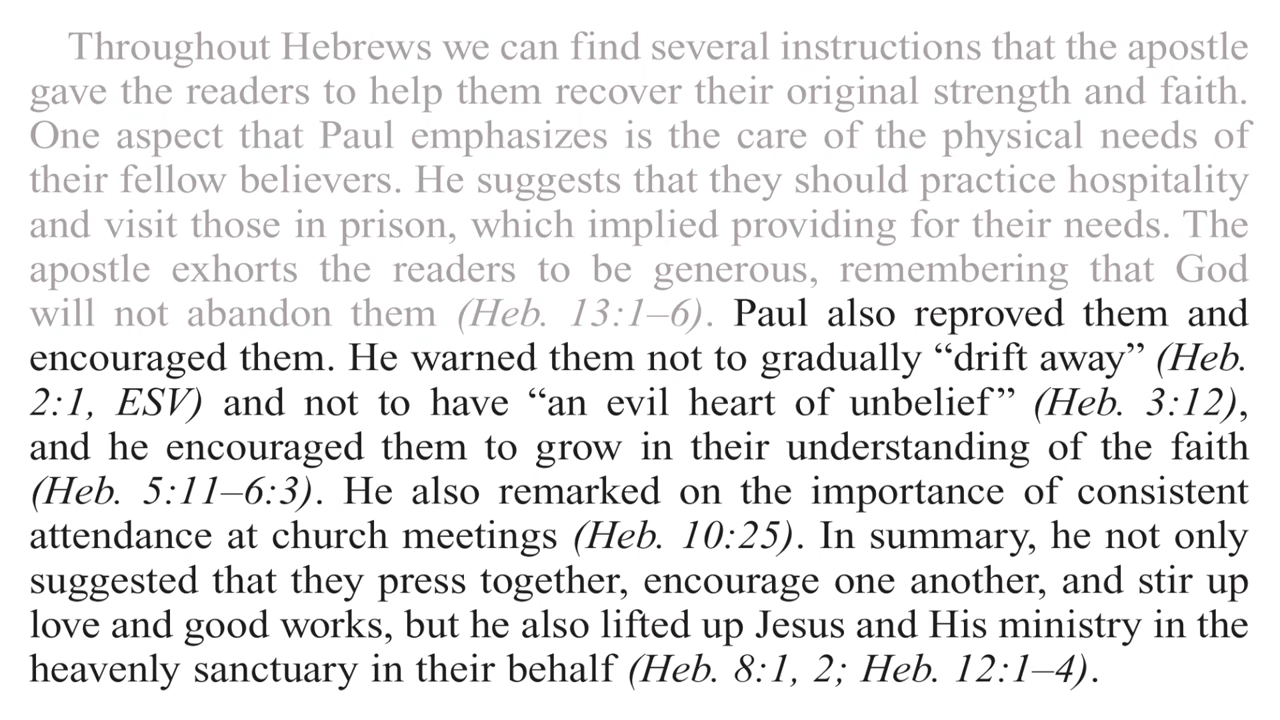 Throughout Hebrews we can find several instructions that the apostle
gave the readers to help them recover their original strength and faith.
One aspect that Paul emphasizes is the care of the physical needs of
their fellow believers. He suggests that they should practice hospitality
and visit those in prison, which implied providing for their needs. The
apostle exhorts the readers to be generous, remembering that God
will not abandon them (Heb. 13:1–6). Paul also reproved them and
encouraged them. He warned them not to gradually “drift away” (Heb.
2:1, ESV) and not to have “an evil heart of unbelief” (Heb. 3:12),
and he encouraged them to grow in their understanding of the faith
(Heb. 5:11–6:3). He also remarked on the importance of consistent
attendance at church meetings (Heb. 10:25). In summary, he not only
suggested that they press together, encourage one another, and stir up
love and good works, but he also lifted up Jesus and His ministry in the
heavenly sanctuary in their behalf (Heb. 8:1, 2; Heb. 12:1–4).